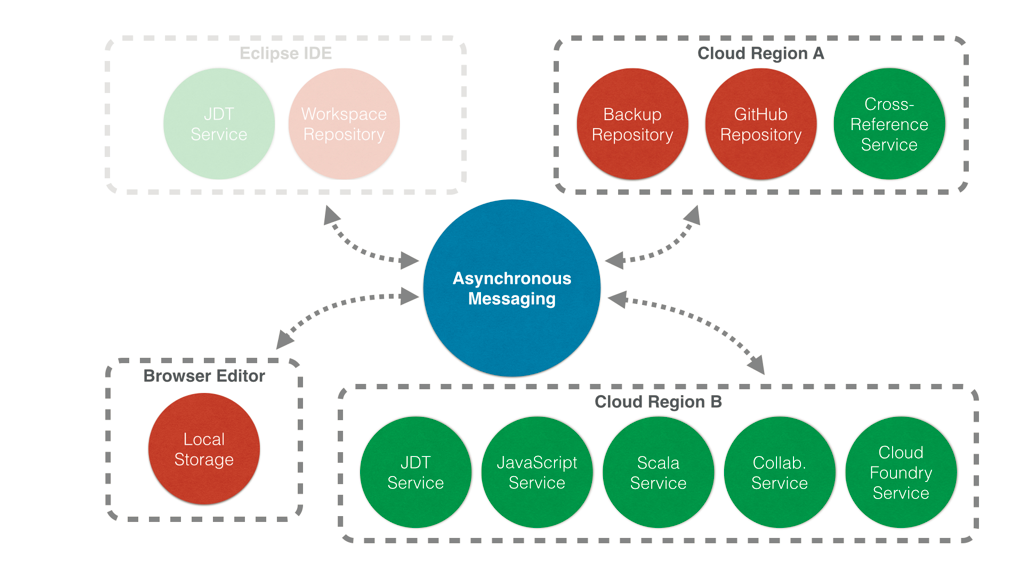 Eclipse IDE
JDT
Service
Workspace
Repository
Cloud Region A
Backup
Repository
GitHub
Repository
Cross-
Reference
Service
Asynchronous
Messaging
Browser Editor
Local
Storage
Cloud Region B
JDT
Service
JavaScript
Service
Scala
Service
Collab.
Service
Cloud
Foundry
Service